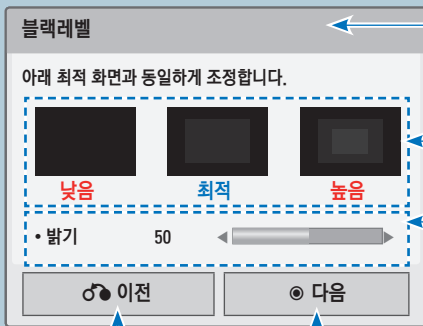 블랙레벨
아래 최적 화면과 동일하게 조정합니다.
낮음 최적 높음
• 밝기 50
이전 ◉ 다음